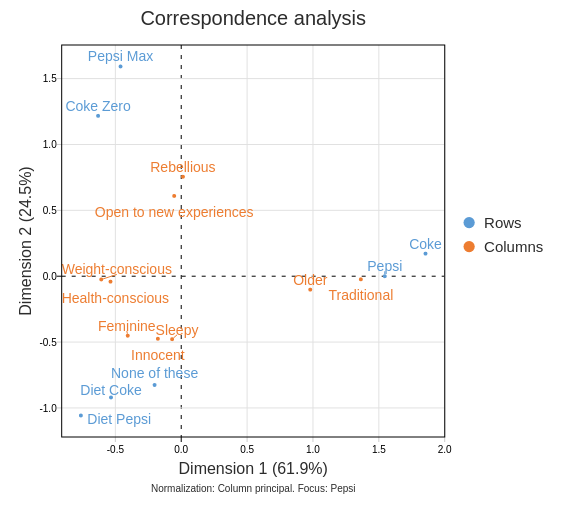 Correspondence analysis
Pepsi Max
1.5
Coke Zero
1.0
Rebellious
0.5
Open to new experiences
Coke
Rows
Columns
Pepsi
Weight-conscious
0.0
Older
Traditional
Health-conscious
Feminine
Sleepy
-0.5
Innocent
None of these
Diet Coke
-1.0
Diet Pepsi
Dimension 2 (24.5%)
-0.5 0.0 0.5 1.0 1.5 2.0
Dimension 1 (61.9%)
Normalization: Column principal. Focus: Pepsi